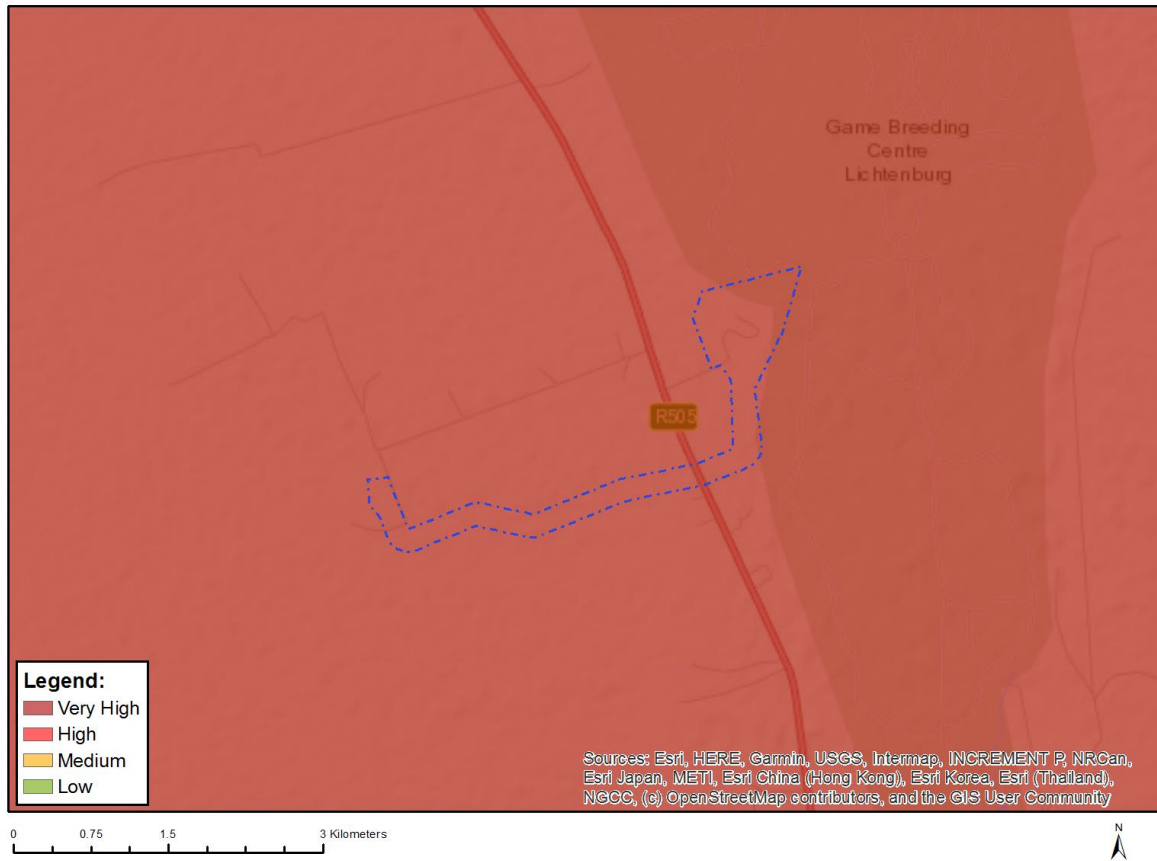 Game Breeding
Centre
Lichtenburg
R505
Legend:
Very High
High
Medium
Low
Sources: Esri, HERE, Garmin, USGS, Intermap, INCREMENT P, NRCan,
Esri Japan, METI, Esri China (Hong Kong), Esri Korea, Esri (Thailand),
NGCC, (c) OpenStreetMap contributors, and the GIS User Community
0 0.75 1.5 3 Kilometers
N